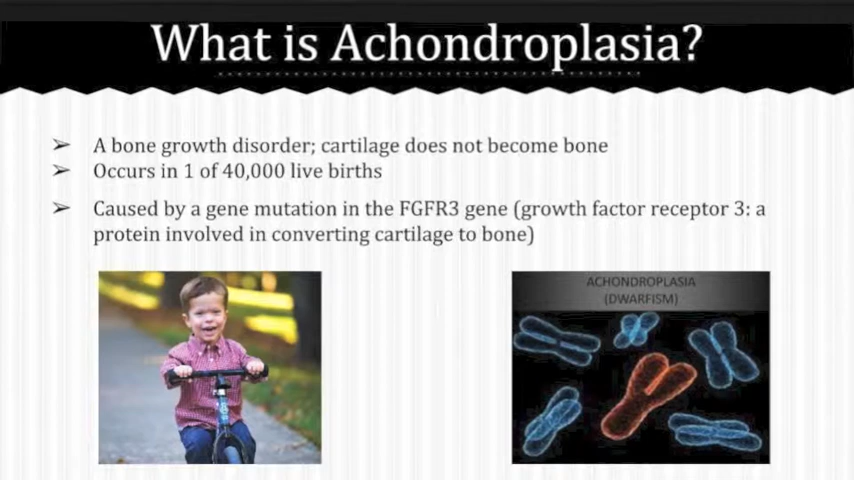 What is Achondroplasia?
➢ A bone growth disorder; cartilage does not become bone
➢ Occurs in 1 of 40,000 live births
➢ Caused by a gene mutation in the FGFR3 gene (growth factor receptor 3: a
protein involved in converting cartilage to bone)
ACHONDROPLASIA
(DWARFISM)